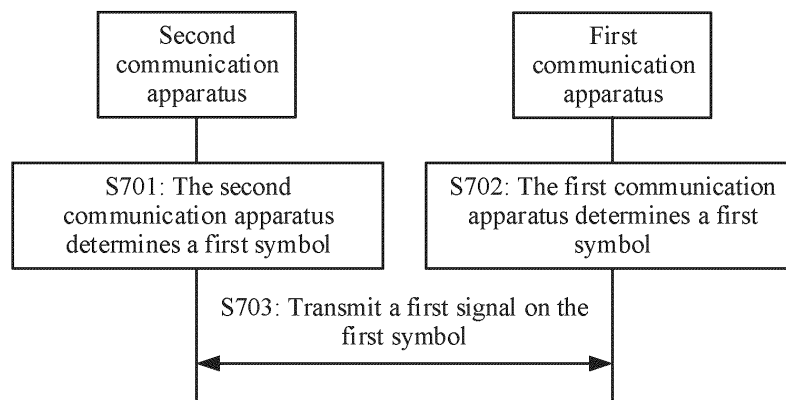 Second
communication
apparatus
First
communication
apparatus
S701: The second
communication apparatus
determines a first symbol
S702: The first communication
apparatus determines a first
symbol
S703: Transmit a first signal on the
first symbol